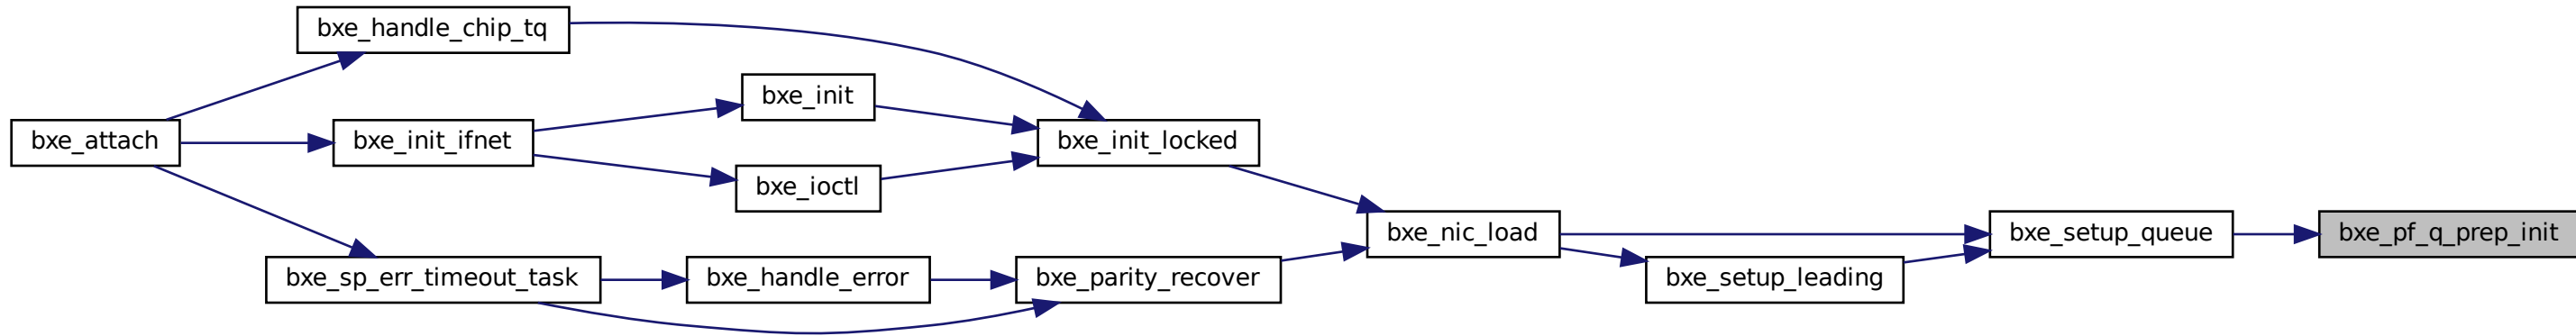 bxe_handle_chip_tq
bxe_init
bxe_attach
bxe_init_ifnet
bxe_init_locked
bxe_ioctl
bxe_nic_load
bxe_setup_queue
bxe_pf_q_prep_init
bxe_sp_err_timeout_task
bxe_handle_error
bxe_parity_recover
bxe_setup_leading